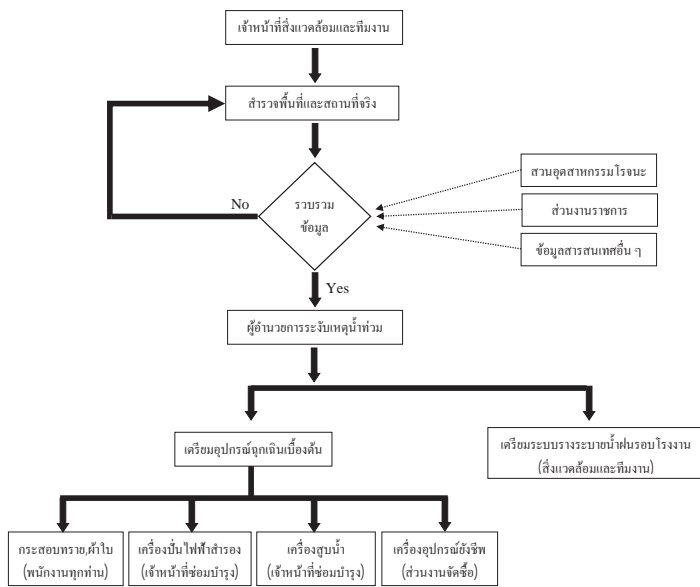 เจ้าหน้าที่สิ่งแวดล้อมและทีมงาน
สำรวจพื้นที่และสถานที่จริง
สวนอุตสาหกรรมโรจนะ
No
รวบรวม
ข้อมูล
ส่วนงานราชการ
ข้อมูลสารสนเทศอื่น ๆ
Yes
ผู้อำนวยการระงับเหตุน้ำท่วม
เตรียมอุปกรณ์ฉุกเฉินเบื้องต้น
เตรียมระบบรางระบายน้ำฝนรอบโรงงาน
(สิ่งแวดล้อมและทีมงาน)
กระสอบทราย,ผ้าใบ
(พนักงานทุกท่าน)
เครื่องปั่นไฟฟ้าสำรอง
(เจ้าหน้าที่ซ่อมบำรุง)
เครื่องสูบน้ำ
(เจ้าหน้าที่ซ่อมบำรุง)
เครื่องอุปกรณ์ยังชีพ
(ส่วนงานจัดซื้อ)